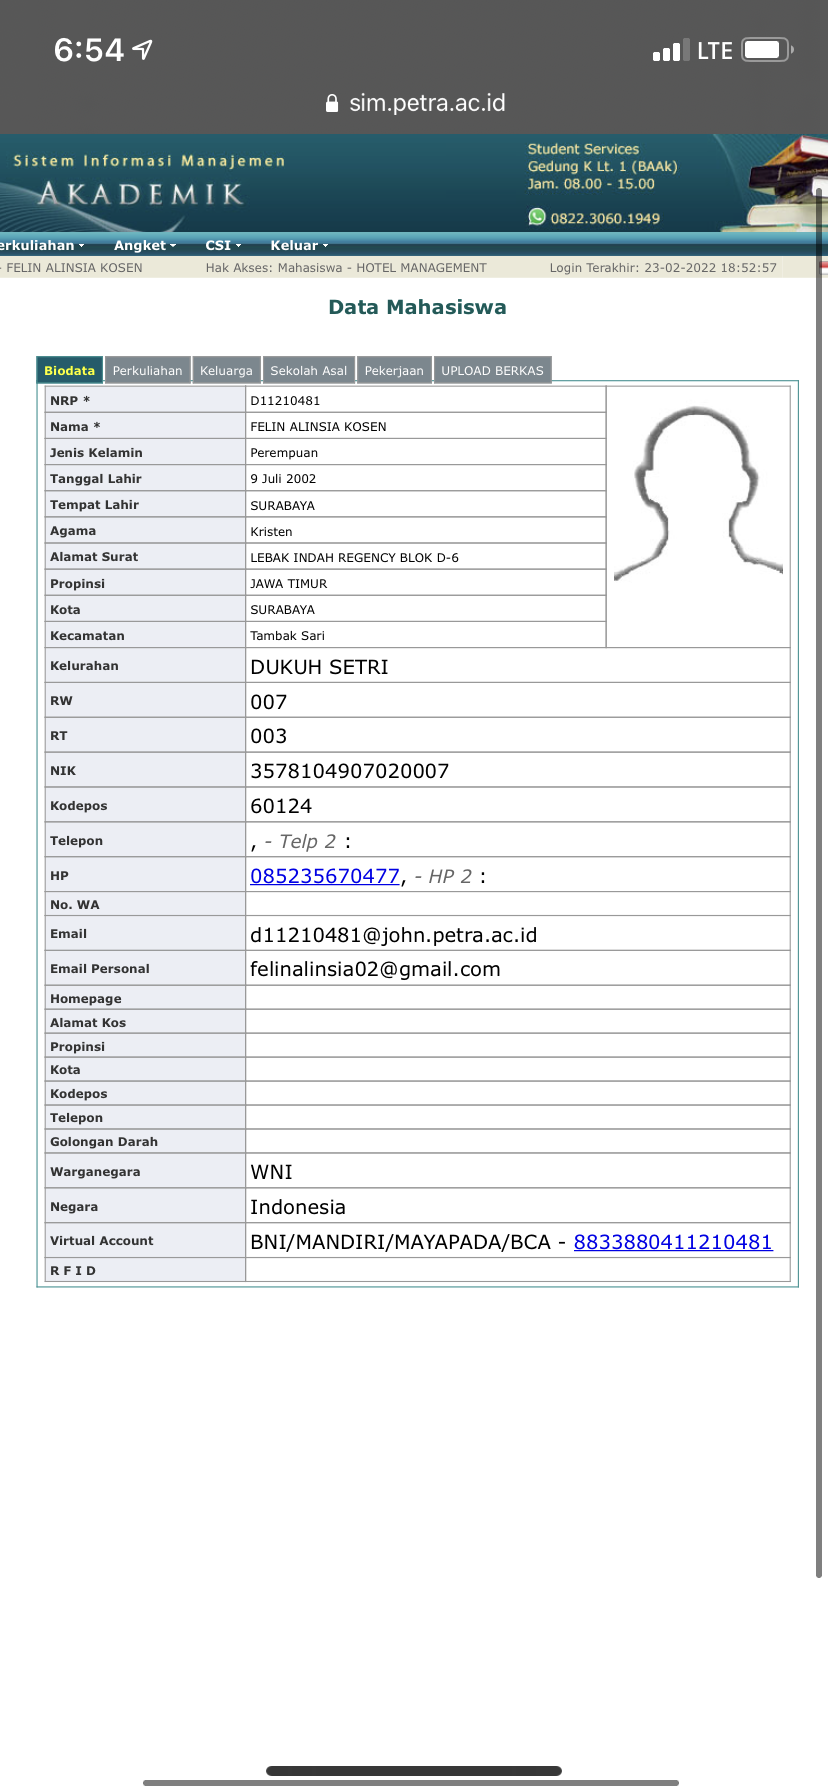 6:54 LTE
sim.petra.ac.id
Sistem Informasi Manajemen
AKADEMIK
Student Services
Gedung K Lt. 1 (BAAk)
Jam. 08.00 - 15.00
0822.3060.1949
erkuliahan Angket CSI Keluar
- FELIN ALINSIA KOSEN Hak Akses: Mahasiswa - HOTEL MANAGEMENT Login Terakhir: 23-02-2022 18:52:57
Data Mahasiswa
Biodata Perkuliahan Keluarga Sekolah Asal Pekerjaan UPLOAD BERKAS
NRP * D11210481
Nama * FELIN ALINSIA KOSEN
Jenis Kelamin Perempuan
Tanggal Lahir 9 Juli 2002
Tempat Lahir SURABAYA
Agama Kristen
Alamat Surat LEBAK INDAH REGENCY BLOK D-6
Propinsi JAWA TIMUR
Kota SURABAYA
Kecamatan Tambak Sari
Kelurahan DUKUH SETRI
RW 007
RT 003
NIK 3578104907020007
Kodepos 60124
Telepon , - Telp 2 :
HP 085235670477, - HP 2 :
No. WA
Email d11210481@john.petra.ac.id
Email Personal felinalinsia02@gmail.com
Homepage
Alamat Kos
Propinsi
Kota
Kodepos
Telepon
Golongan Darah
Warganegara WNI
Negara Indonesia
Virtual Account BNI/MANDIRI/MAYAPADA/BCA - 8833880411210481
R F I D